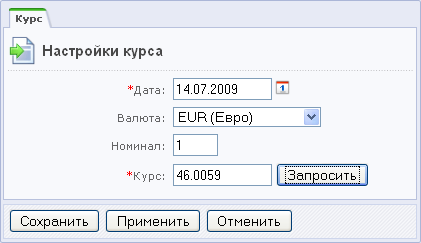 Курс
Настройки курса
*Дата: 14.07.2009 1
Валюта: EUR (Евро)
Номинал: 1
*Курс: 46.0059 Запросить
Сохранить Применить Отменить